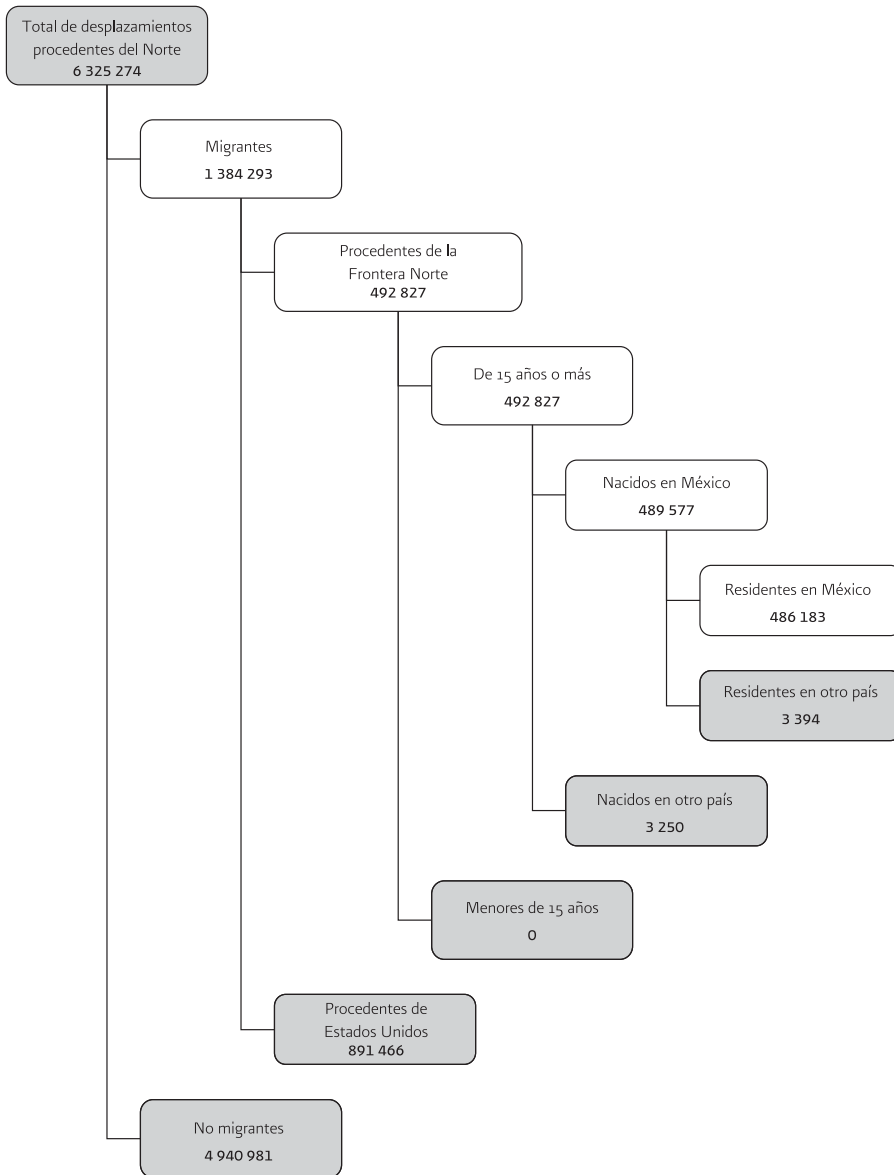 Total de desplazamientos
procedentes del Norte
6 325 274
Migrantes
1 384 293
Procedentes de la
Frontera Norte
492 827
De 15 años o más
492 827
Nacidos en México
489 577
Residentes en México
486 183
Residentes en otro país
3 394
Nacidos en otro país
3 250
Menores de 15 años
0
Procedentes de
Estados Unidos
891 466
No migrantes
4 940 981